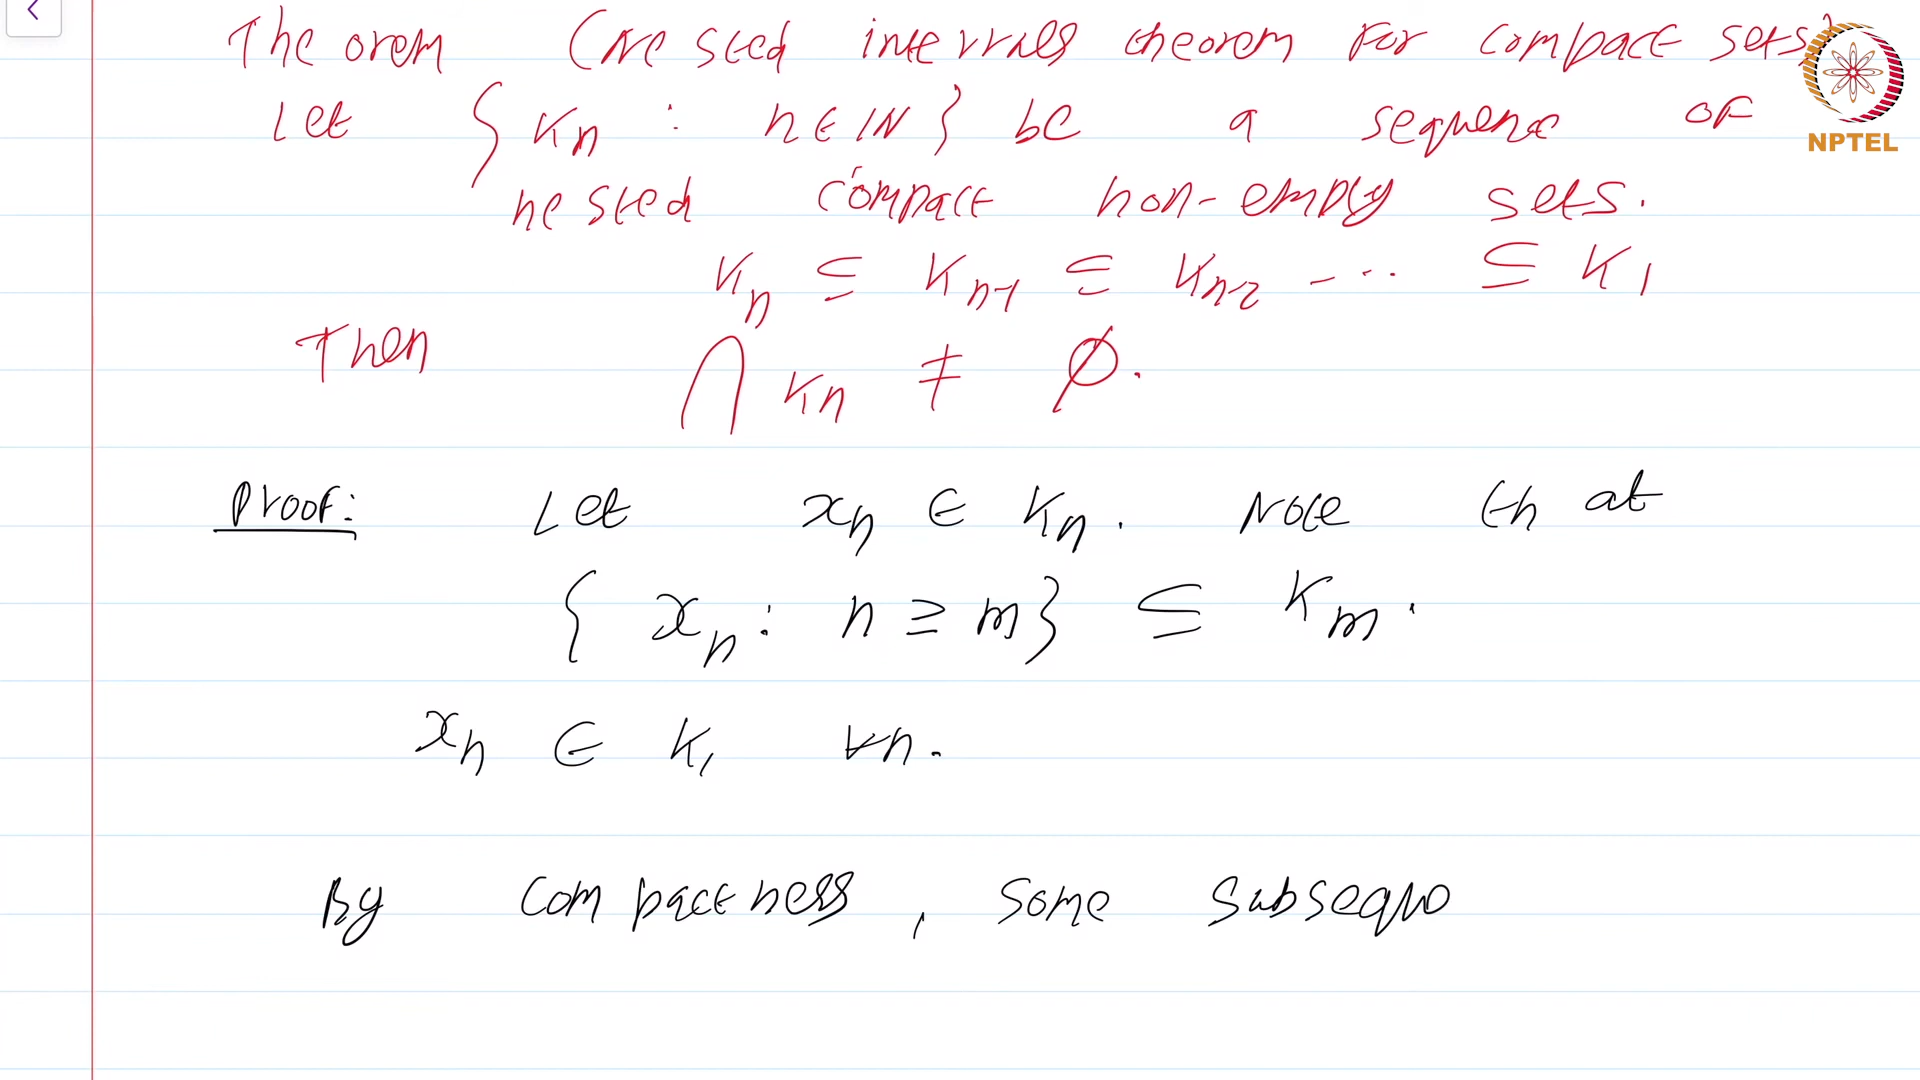 Theorem (Nested intervals theorem for compact sets)
Let {Kn : n∈ℕ} be a sequence of
nested compact non-empty sets.
Kn ⊆ Kn-1 ⊆ Kn-2 - ... ⊆ K1
Then ⋂ Kn ≠ ∅.
Proof: Let xn ∈ Kn. Note that
{xn : n ≥ m} ⊆ Km.
xn ∈ K1 ∀n.
By compactness, some subseque
NPTEL